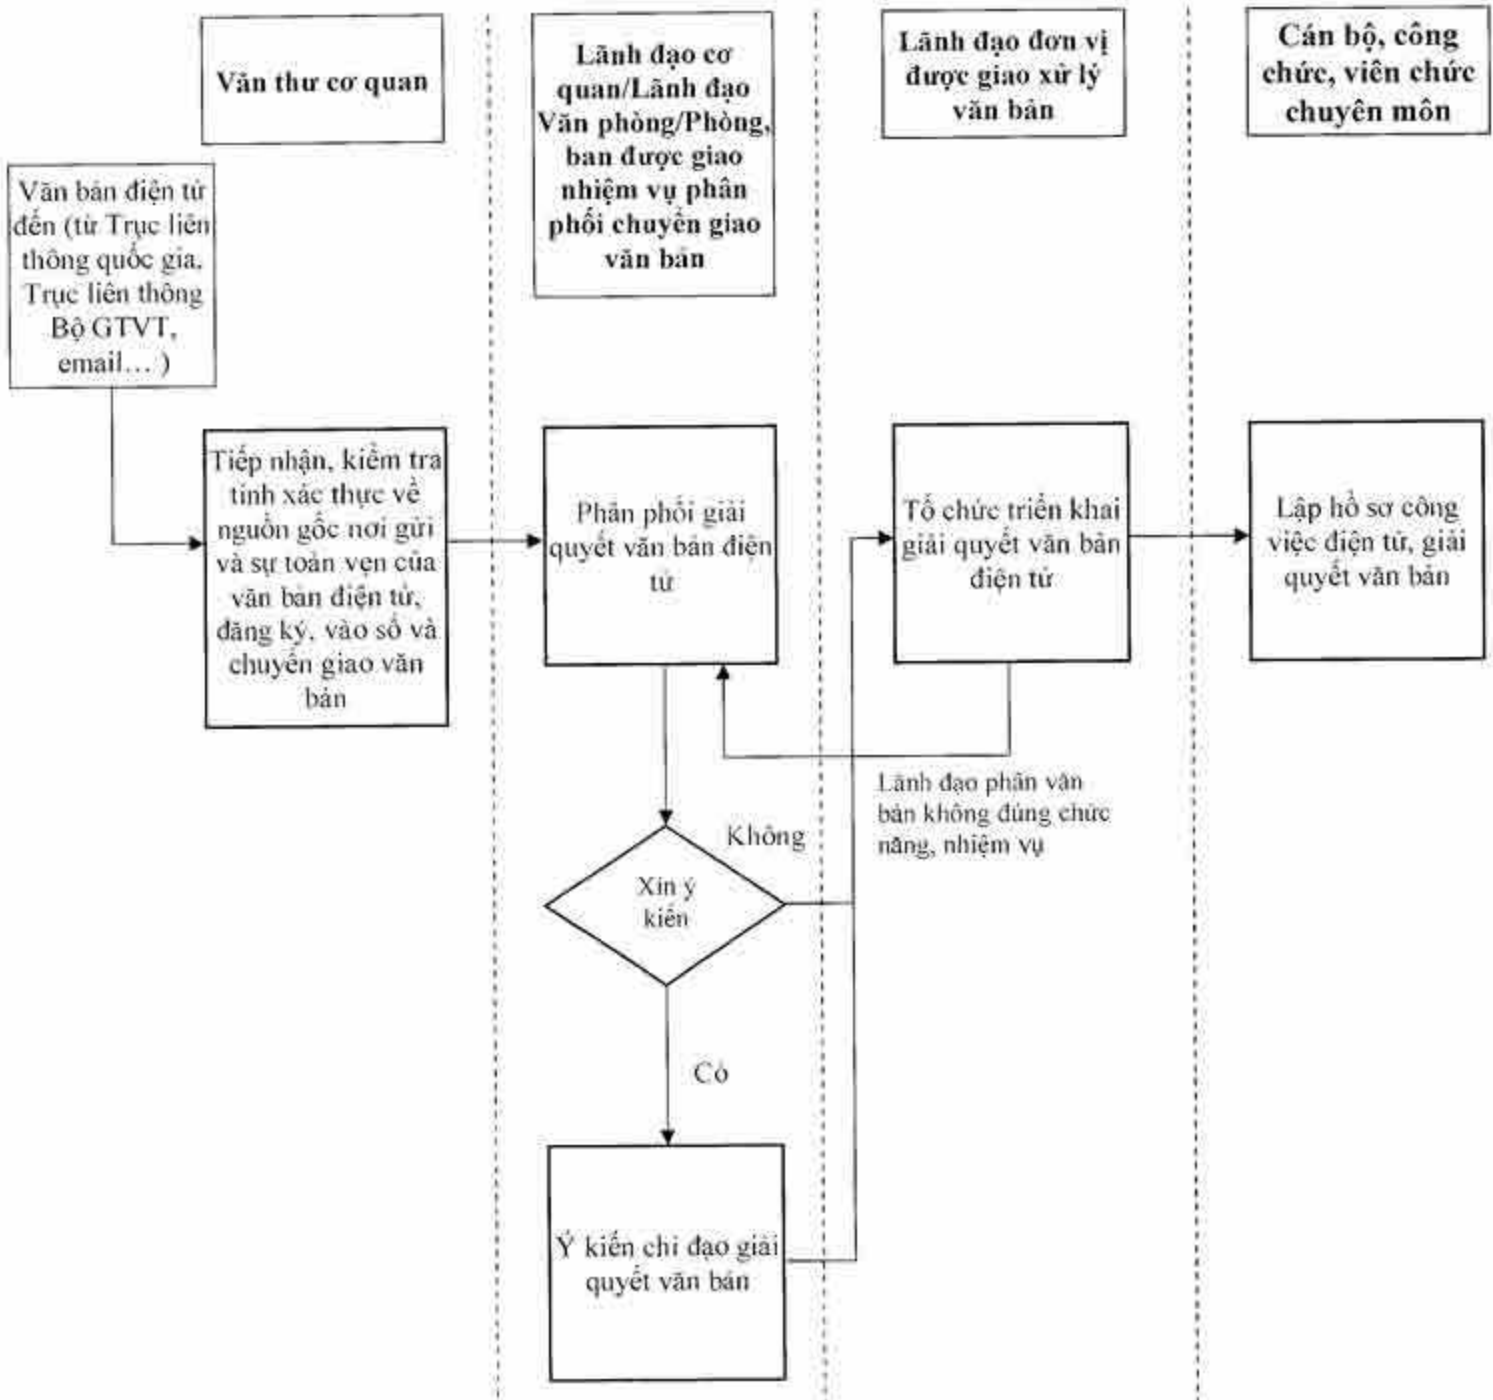 Văn thư cơ quan
Lãnh đạo cơ
quan/Lãnh đạo
Văn phòng/Phòng,
ban được giao
nhiệm vụ phân
phối chuyển giao
văn bản
Lãnh đạo đơn vị
được giao xử lý
văn bản
Cán bộ, công
chức, viên chức
chuyên môn
Văn bản điện tử
đến (từ Trục liên
thông quốc gia,
Trục liên thông
Bộ GTVT,
email... )
Tiếp nhận, kiểm tra
tính xác thực về
nguồn gốc nơi gửi
và sự toàn vẹn của
văn bản điện tử,
đăng ký, vào sổ và
chuyển giao văn
bản
Phân phối giải
quyết văn bản điện
tử
Tổ chức triển khai
giải quyết văn bản
điện tử
Lập hồ sơ công
việc điện tử, giải
quyết văn bản
Lãnh đạo phân văn
bản không đúng chức
năng, nhiệm vụ
Không
Xin ý
kiến
Có
Ý kiến chỉ đạo giải
quyết văn bản